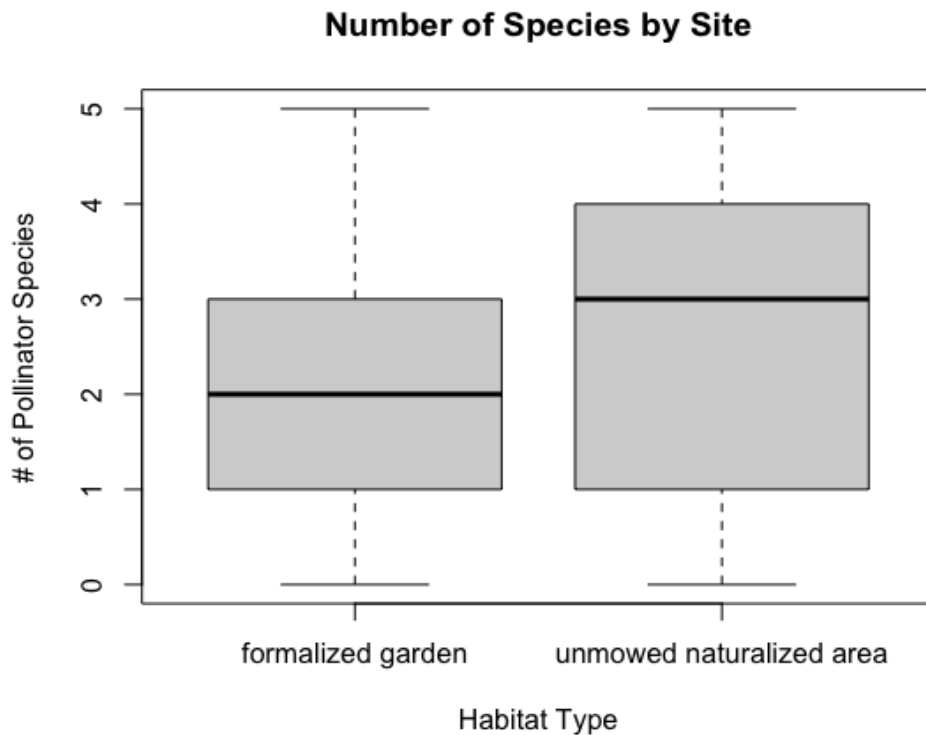 Number of Species by Site
# of Pollinator Species
5
4
3
2
1
0
formalized garden
unmowed naturalized area
Habitat Type